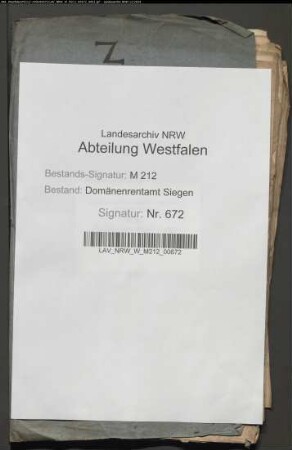 Z
Landesarchiv NRW
Abteilung Westfalen
Bestands-Signatur: M 212
Bestand: Domänenrentamt Siegen
Signatur: Nr. 672
LAV_NRW_W_M212_00672